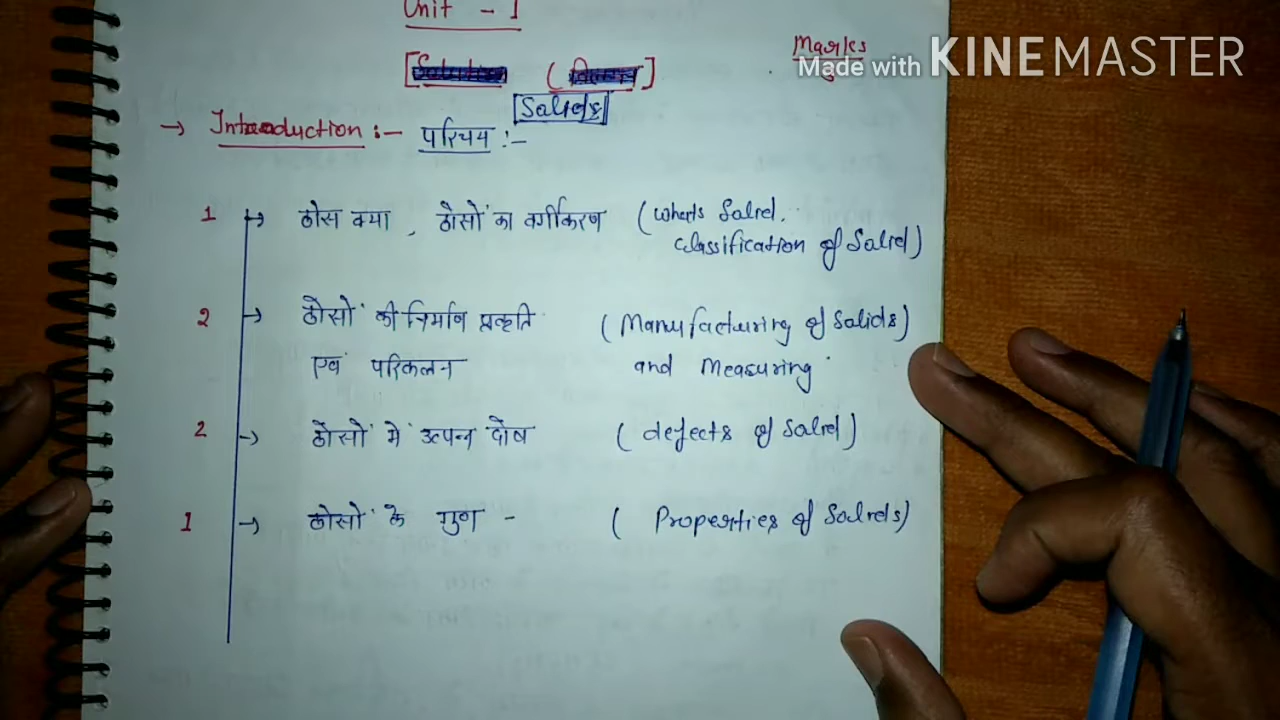 Unit - 1
Marks
Made with KINEMASTER
[Solids]
→ Introduction :- परिचय :-
1 → ठोस क्या , ठोसों का वर्गीकरण (whats Solid.
classification of Solid)
2 → ठोसों की निर्माण प्रकृति (Manufacturing of Solids)
एवं परिकलन and Measuring
2 → ठोसों में उत्पन्न दोष (defects of Solid)
1 → ठोसों के गुण - (Properties of Solids)